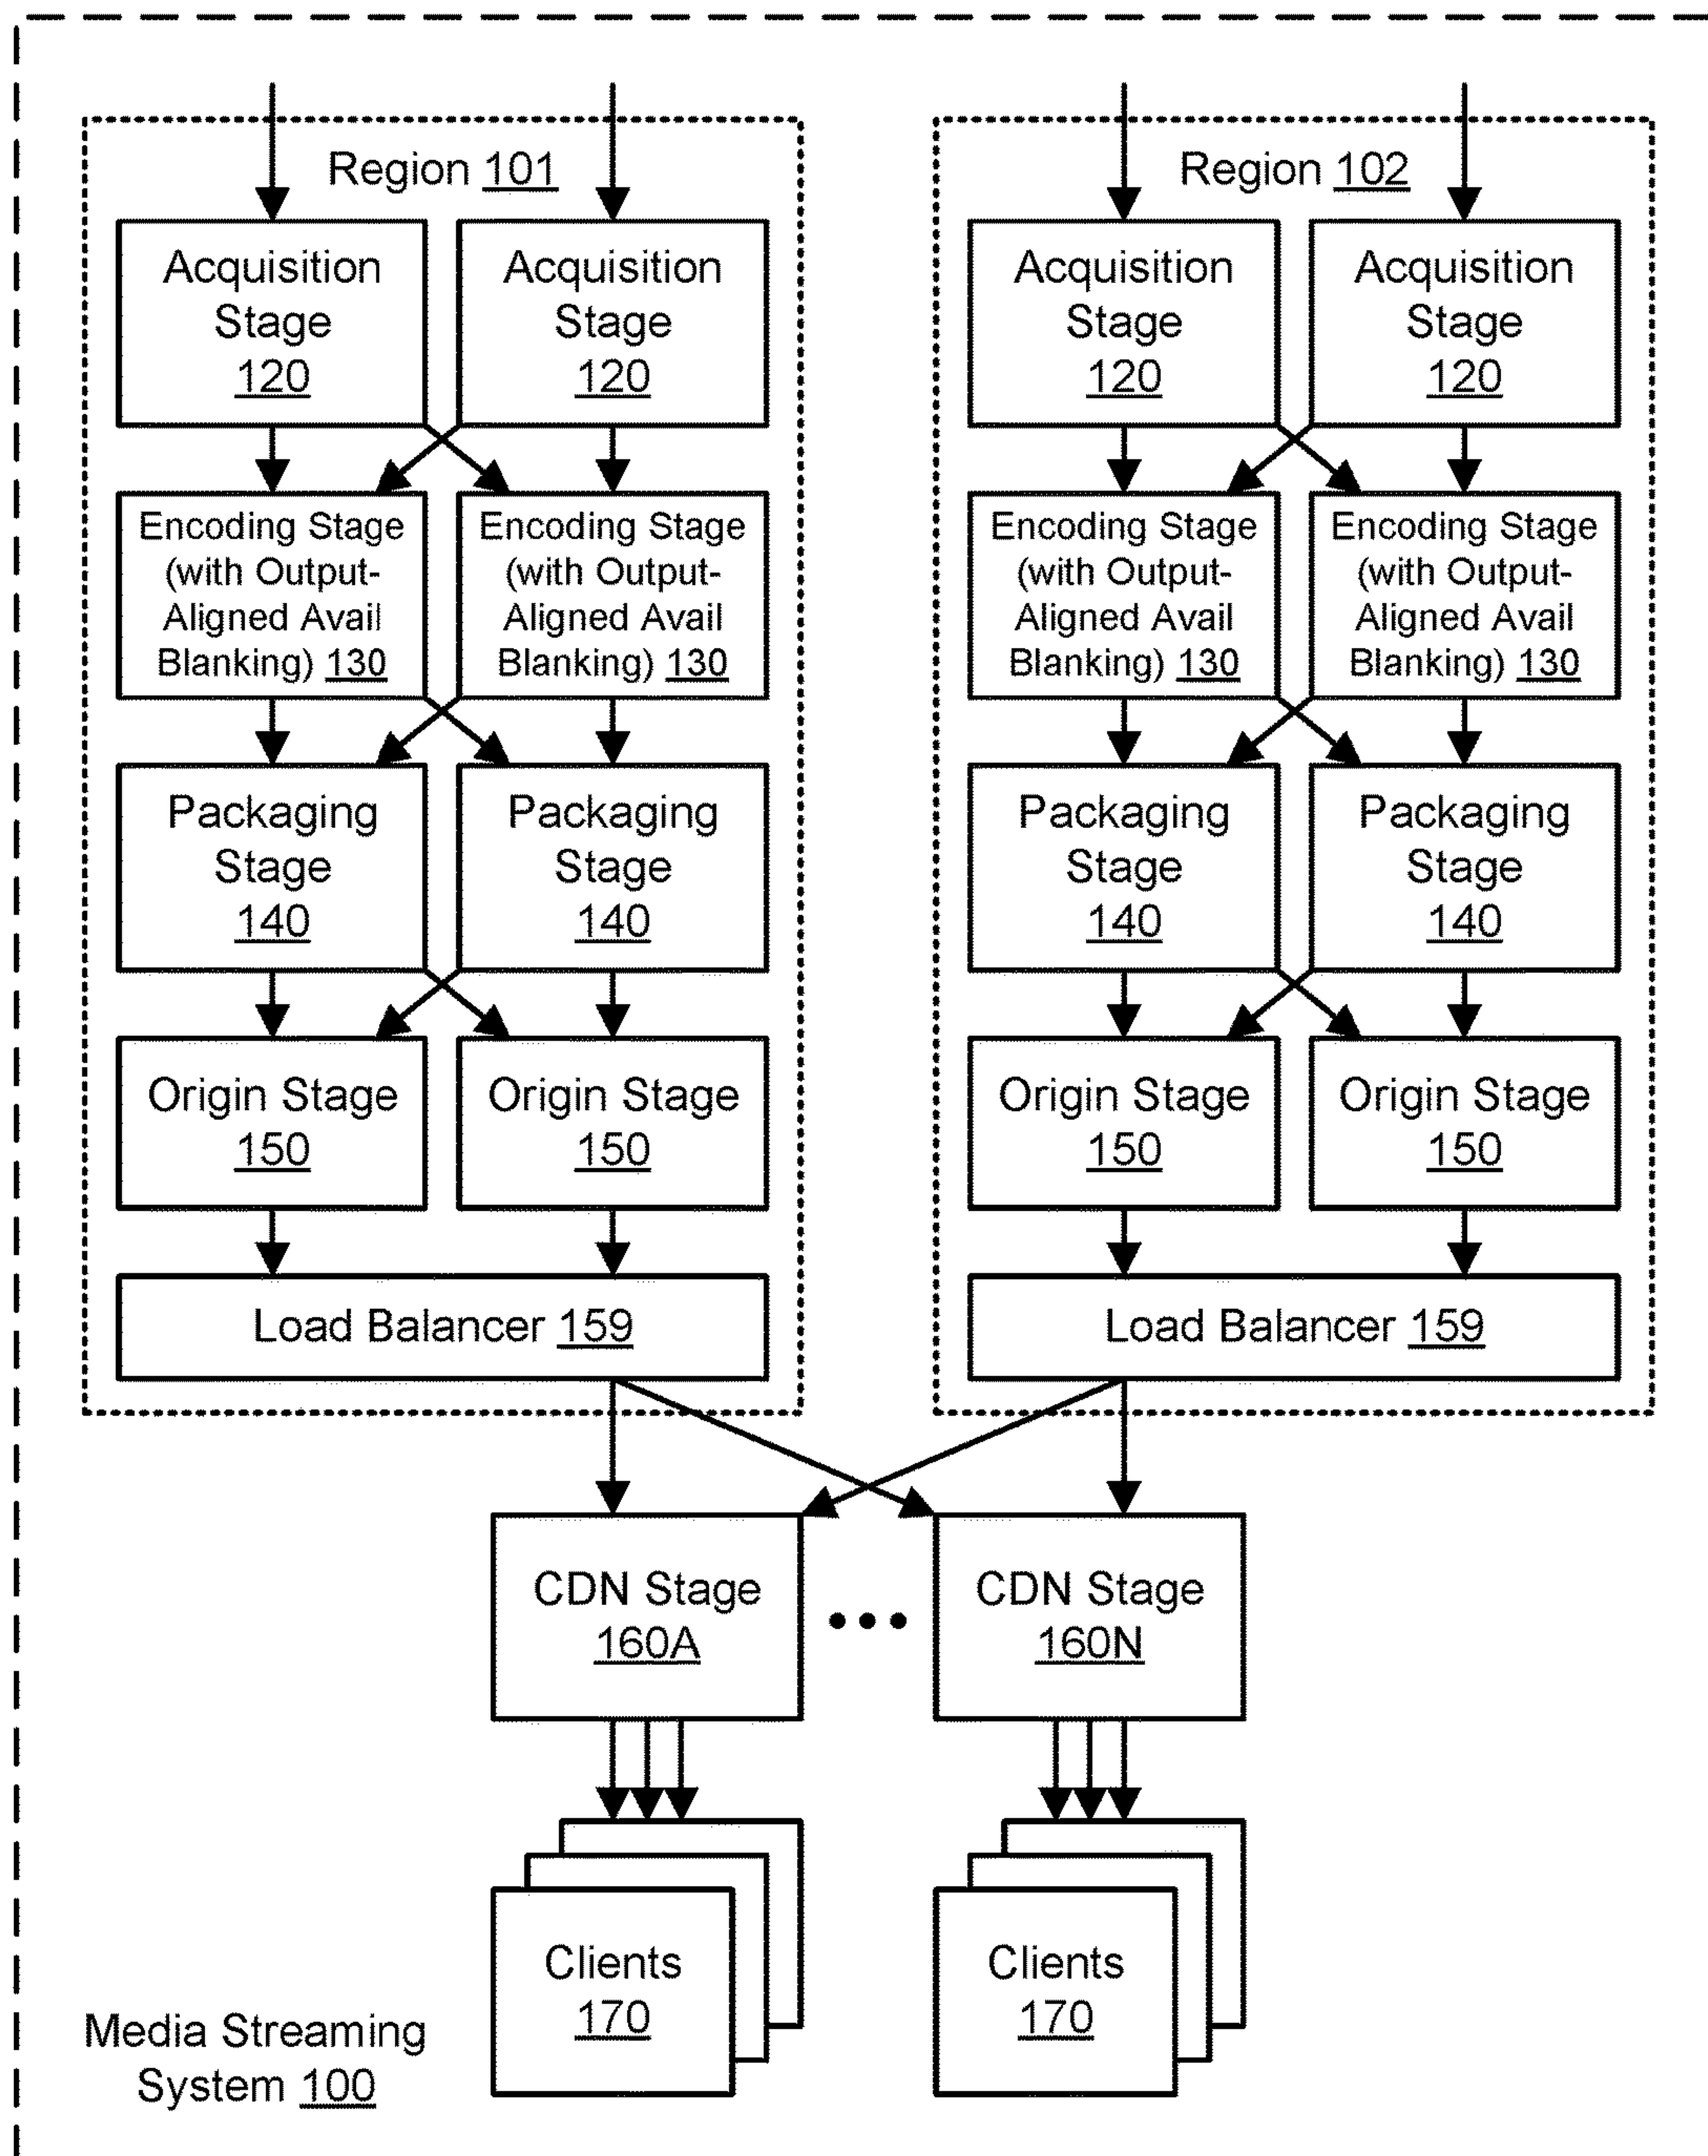 Region 101
Region 102
Acquisition
Stage
120
Acquisition
Stage
120
Acquisition
Stage
120
Acquisition
Stage
120
Encoding Stage
(with Output-
Aligned Avail
Blanking) 130
Encoding Stage
(with Output-
Aligned Avail
Blanking) 130
Encoding Stage
(with Output-
Aligned Avail
Blanking) 130
Encoding Stage
(with Output-
Aligned Avail
Blanking) 130
Packaging
Stage
140
Packaging
Stage
140
Packaging
Stage
140
Packaging
Stage
140
Origin Stage
150
Origin Stage
150
Origin Stage
150
Origin Stage
150
Load Balancer 159
Load Balancer 159
CDN Stage
160A
CDN Stage
160N
Clients
170
Clients
170
Media Streaming
System 100